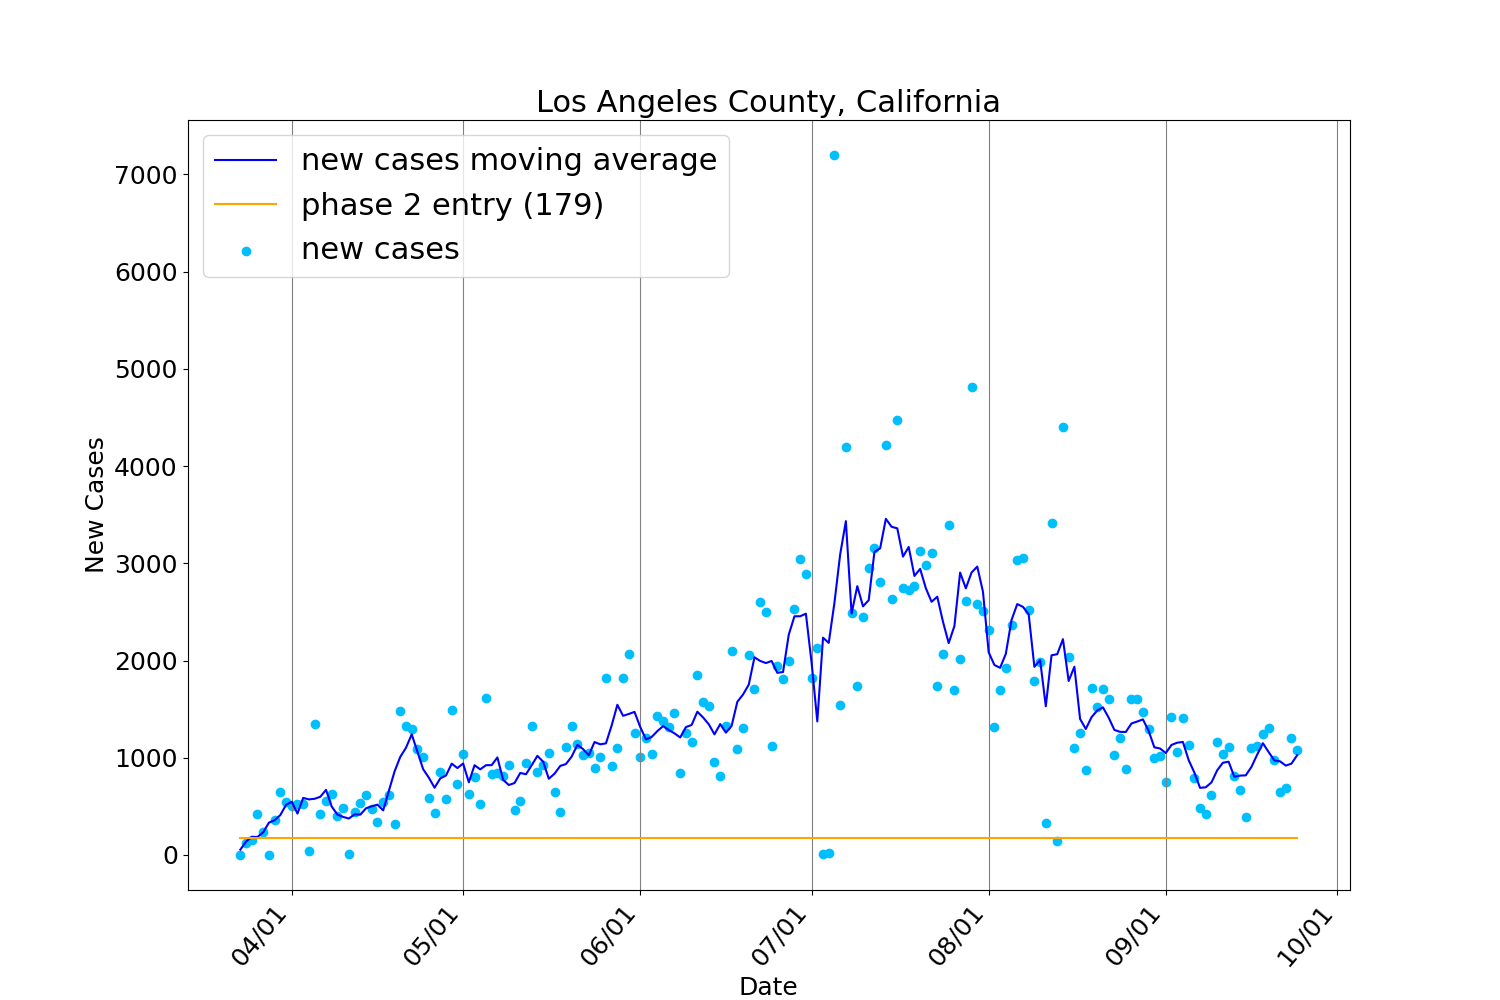 Los Angeles County, California
new cases moving average
phase 2 entry (179)
new cases
7000
6000
5000
4000
3000
2000
1000
0
New Cases
04/01
05/01
06/01
07/01
08/01
09/01
10/01
Date